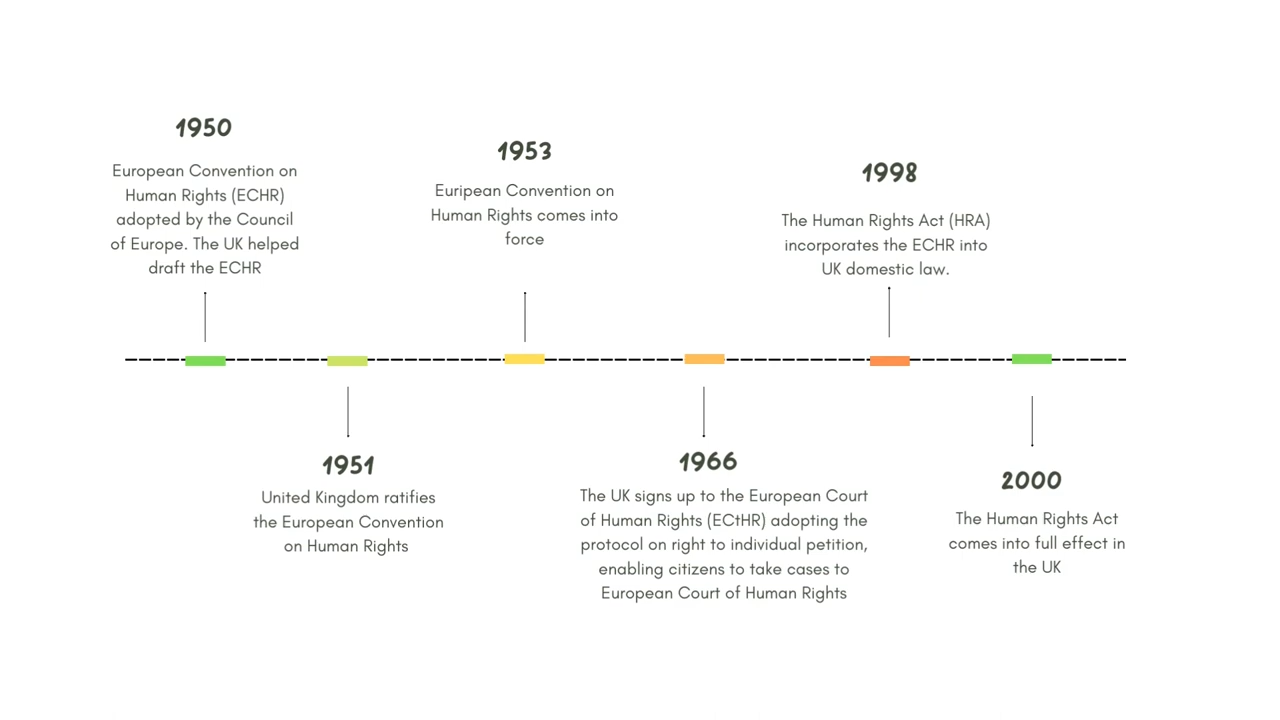 1950
European Convention on
Human Rights (ECHR)
adopted by the Council
of Europe. The UK helped
draft the ECHR
1951
United Kingdom ratifies
the European Convention
on Human Rights
1953
Euripean Convention on
Human Rights comes into
force
1966
The UK signs up to the European Court
of Human Rights (ECtHR) adopting the
protocol on right to individual petition,
enabling citizens to take cases to
European Court of Human Rights
1998
The Human Rights Act (HRA)
incorporates the ECHR into
UK domestic law.
2000
The Human Rights Act
comes into full effect in
the UK